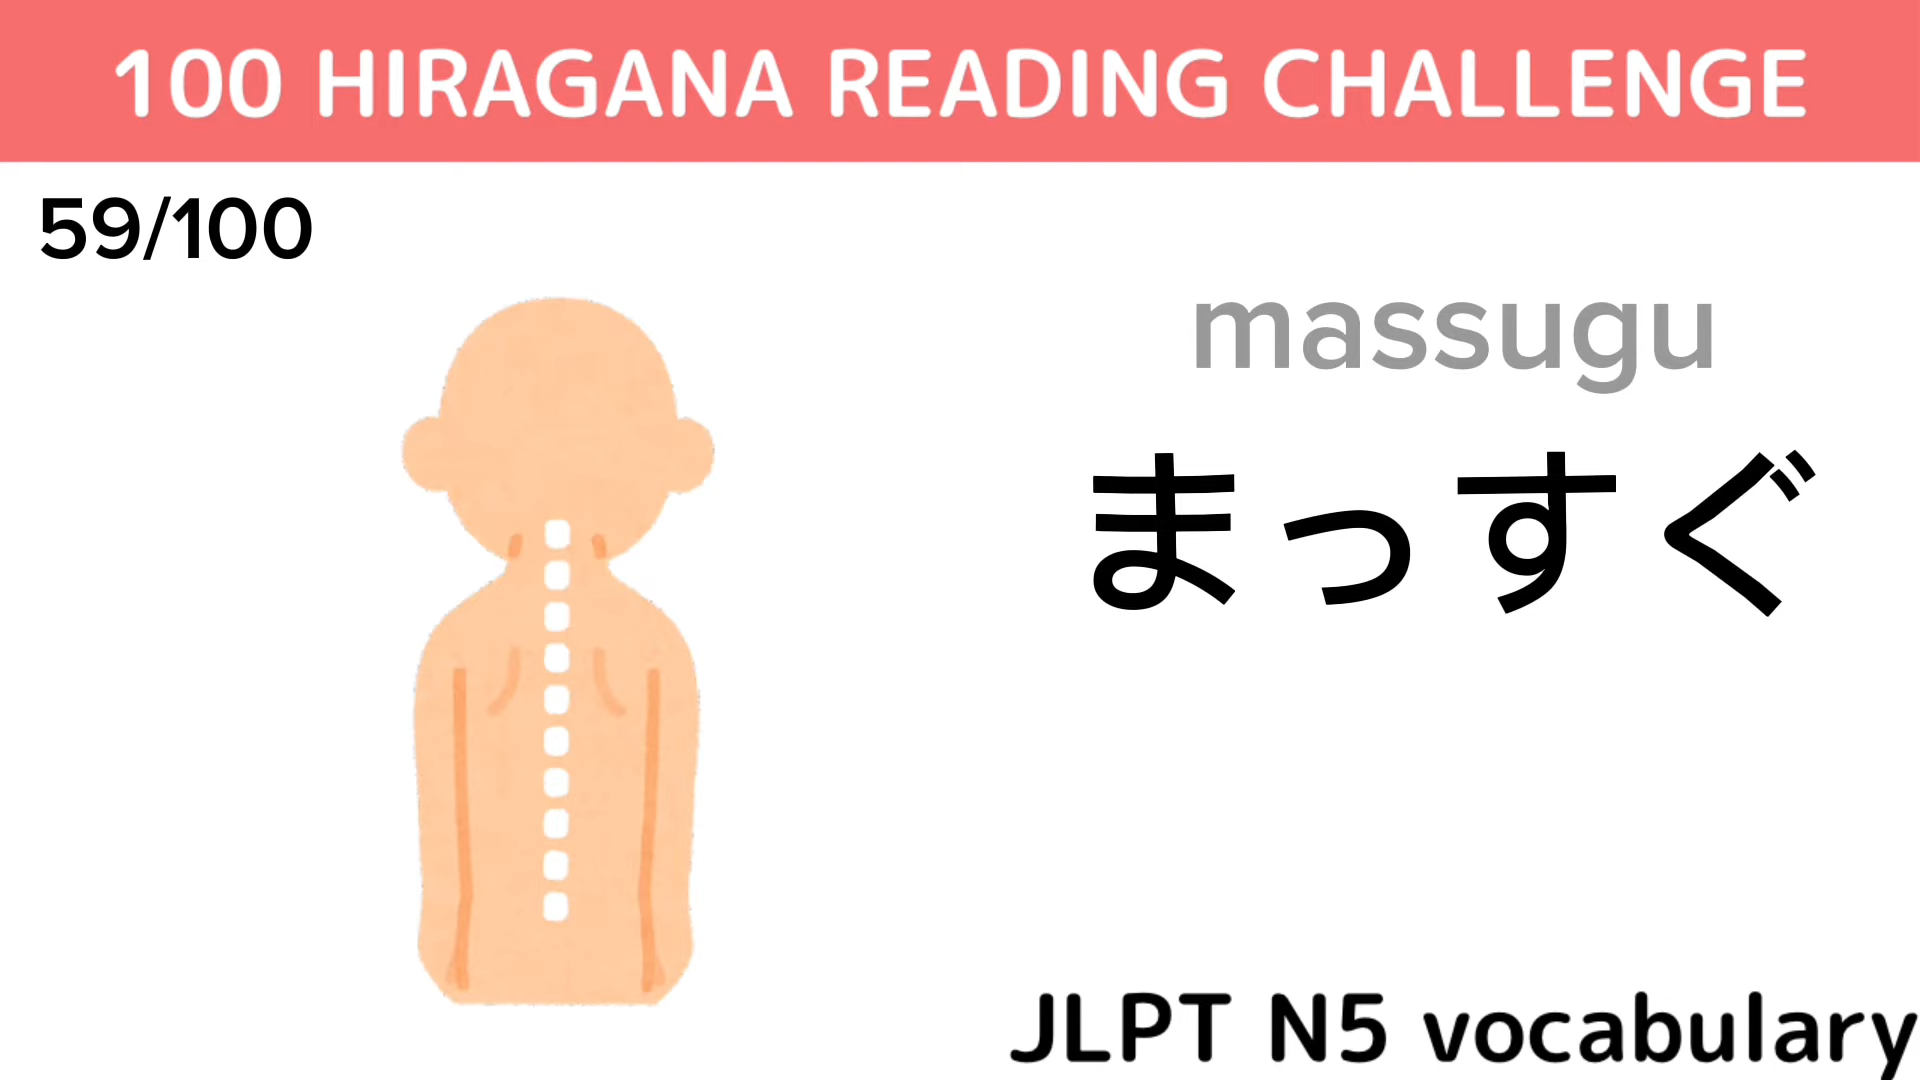 100 HIRAGANA READING CHALLENGE
59/100
massugu
まっすぐ
JLPT N5 vocabulary